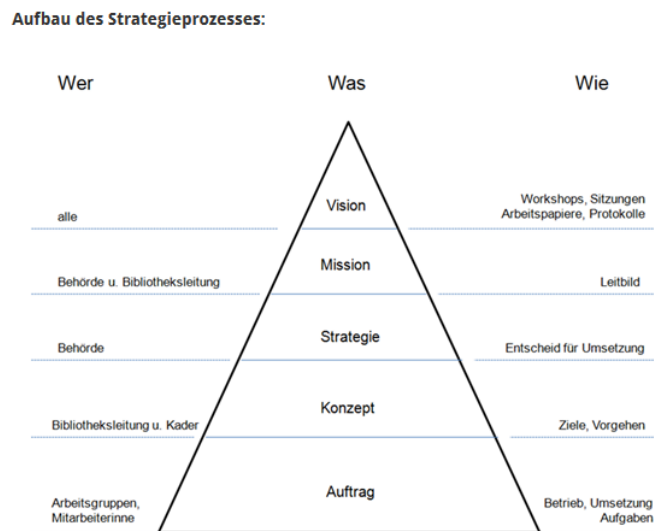 Aufbau des Strategieprozesses:
Wer
Was
Wie
alle
Vision
Workshops, Sitzungen
Arbeitspapiere, Protokolle
Behörde u. Bibliotheksleitung
Mission
Leitbild
Behörde
Strategie
Entscheid für Umsetzung
Bibliotheksleitung u. Kader
Konzept
Ziele, Vorgehen
Arbeitsgruppen,
Mitarbeiterinne
Auftrag
Betrieb, Umsetzung
Aufgaben